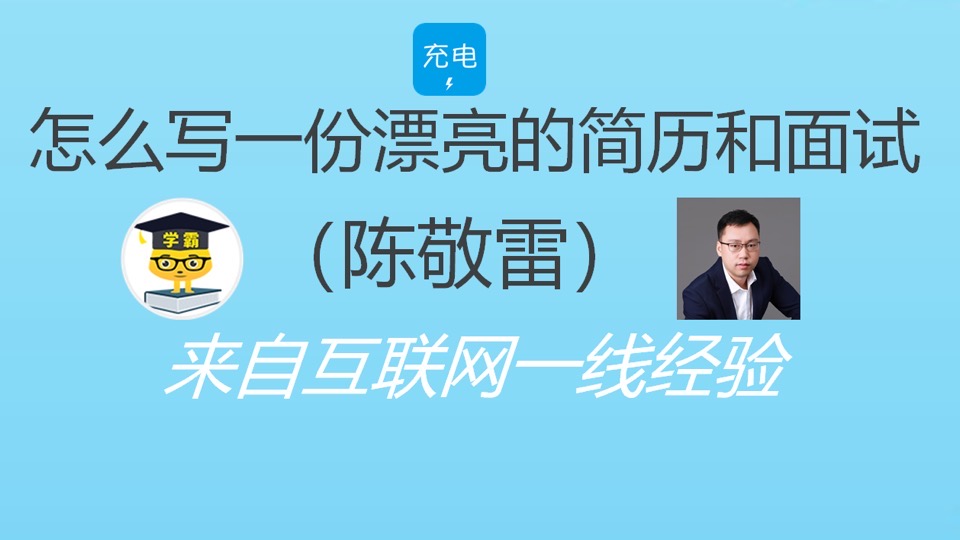 充电
怎么写一份漂亮的简历和面试
（陈敬雷）
学霸
来自互联网一线经验